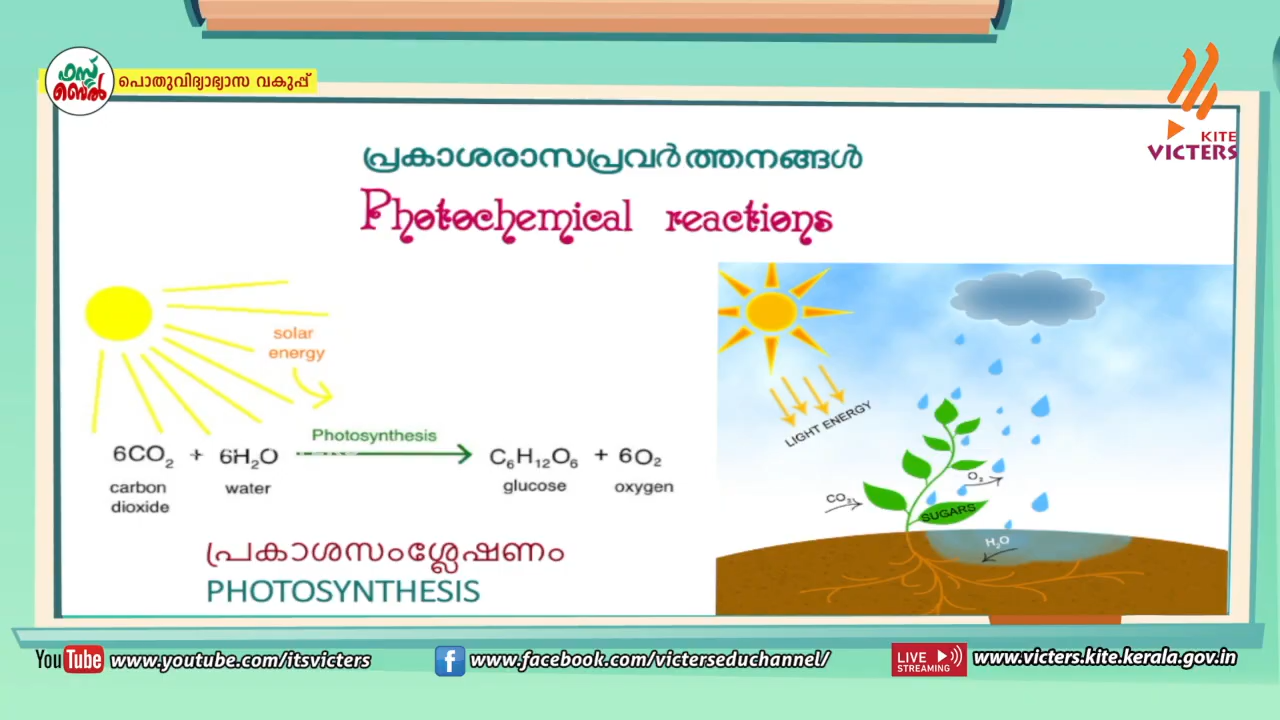 ഫസ്റ്റ്
ബെൽ
പൊതുവിദ്യാഭ്യാസ വകുപ്പ്
KITE
VICTERS
പ്രകാശരാസപ്രവർത്തനങ്ങൾ
Photochemical reactions
solar
energy
Photosynthesis
6CO₂ + 6H₂O C₆H₁₂O₆ + 6O₂
carbon dioxide water glucose oxygen
LIGHT ENERGY
CO₂
O₂
SUGARS
H₂O
പ്രകാശസംശ്ലേഷണം
PHOTOSYNTHESIS
YouTube www.youtube.com/itsvicters
f www.facebook.com/victerseduchannel/
LIVE STREAMING www.victers.kite.kerala.gov.in